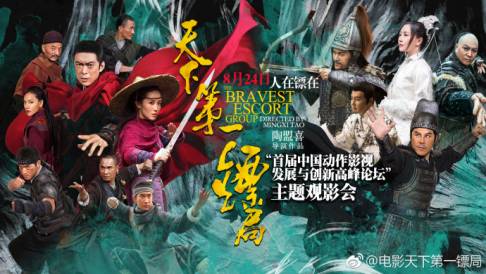 天下第一镖局
8月24日
人在镖在
THE
BRAVEST
ESCORT
GROUP
DIRECTED BY
MINGXI TAO
陶盟喜
导演作品
“首届中国动作影视
发展与创新高峰论坛”
主题观影会
@电影天下第一镖局